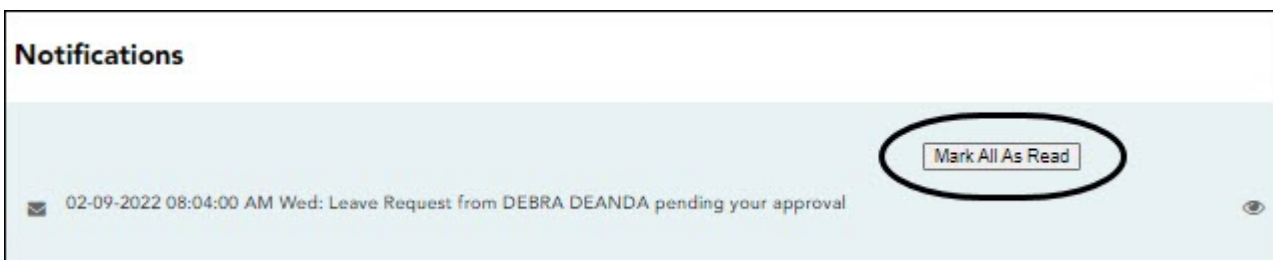 Notifications
Mark All As Read
02-09-2022 08:04:00 AM Wed: Leave Request from DEBRA DEANDA pending your approval